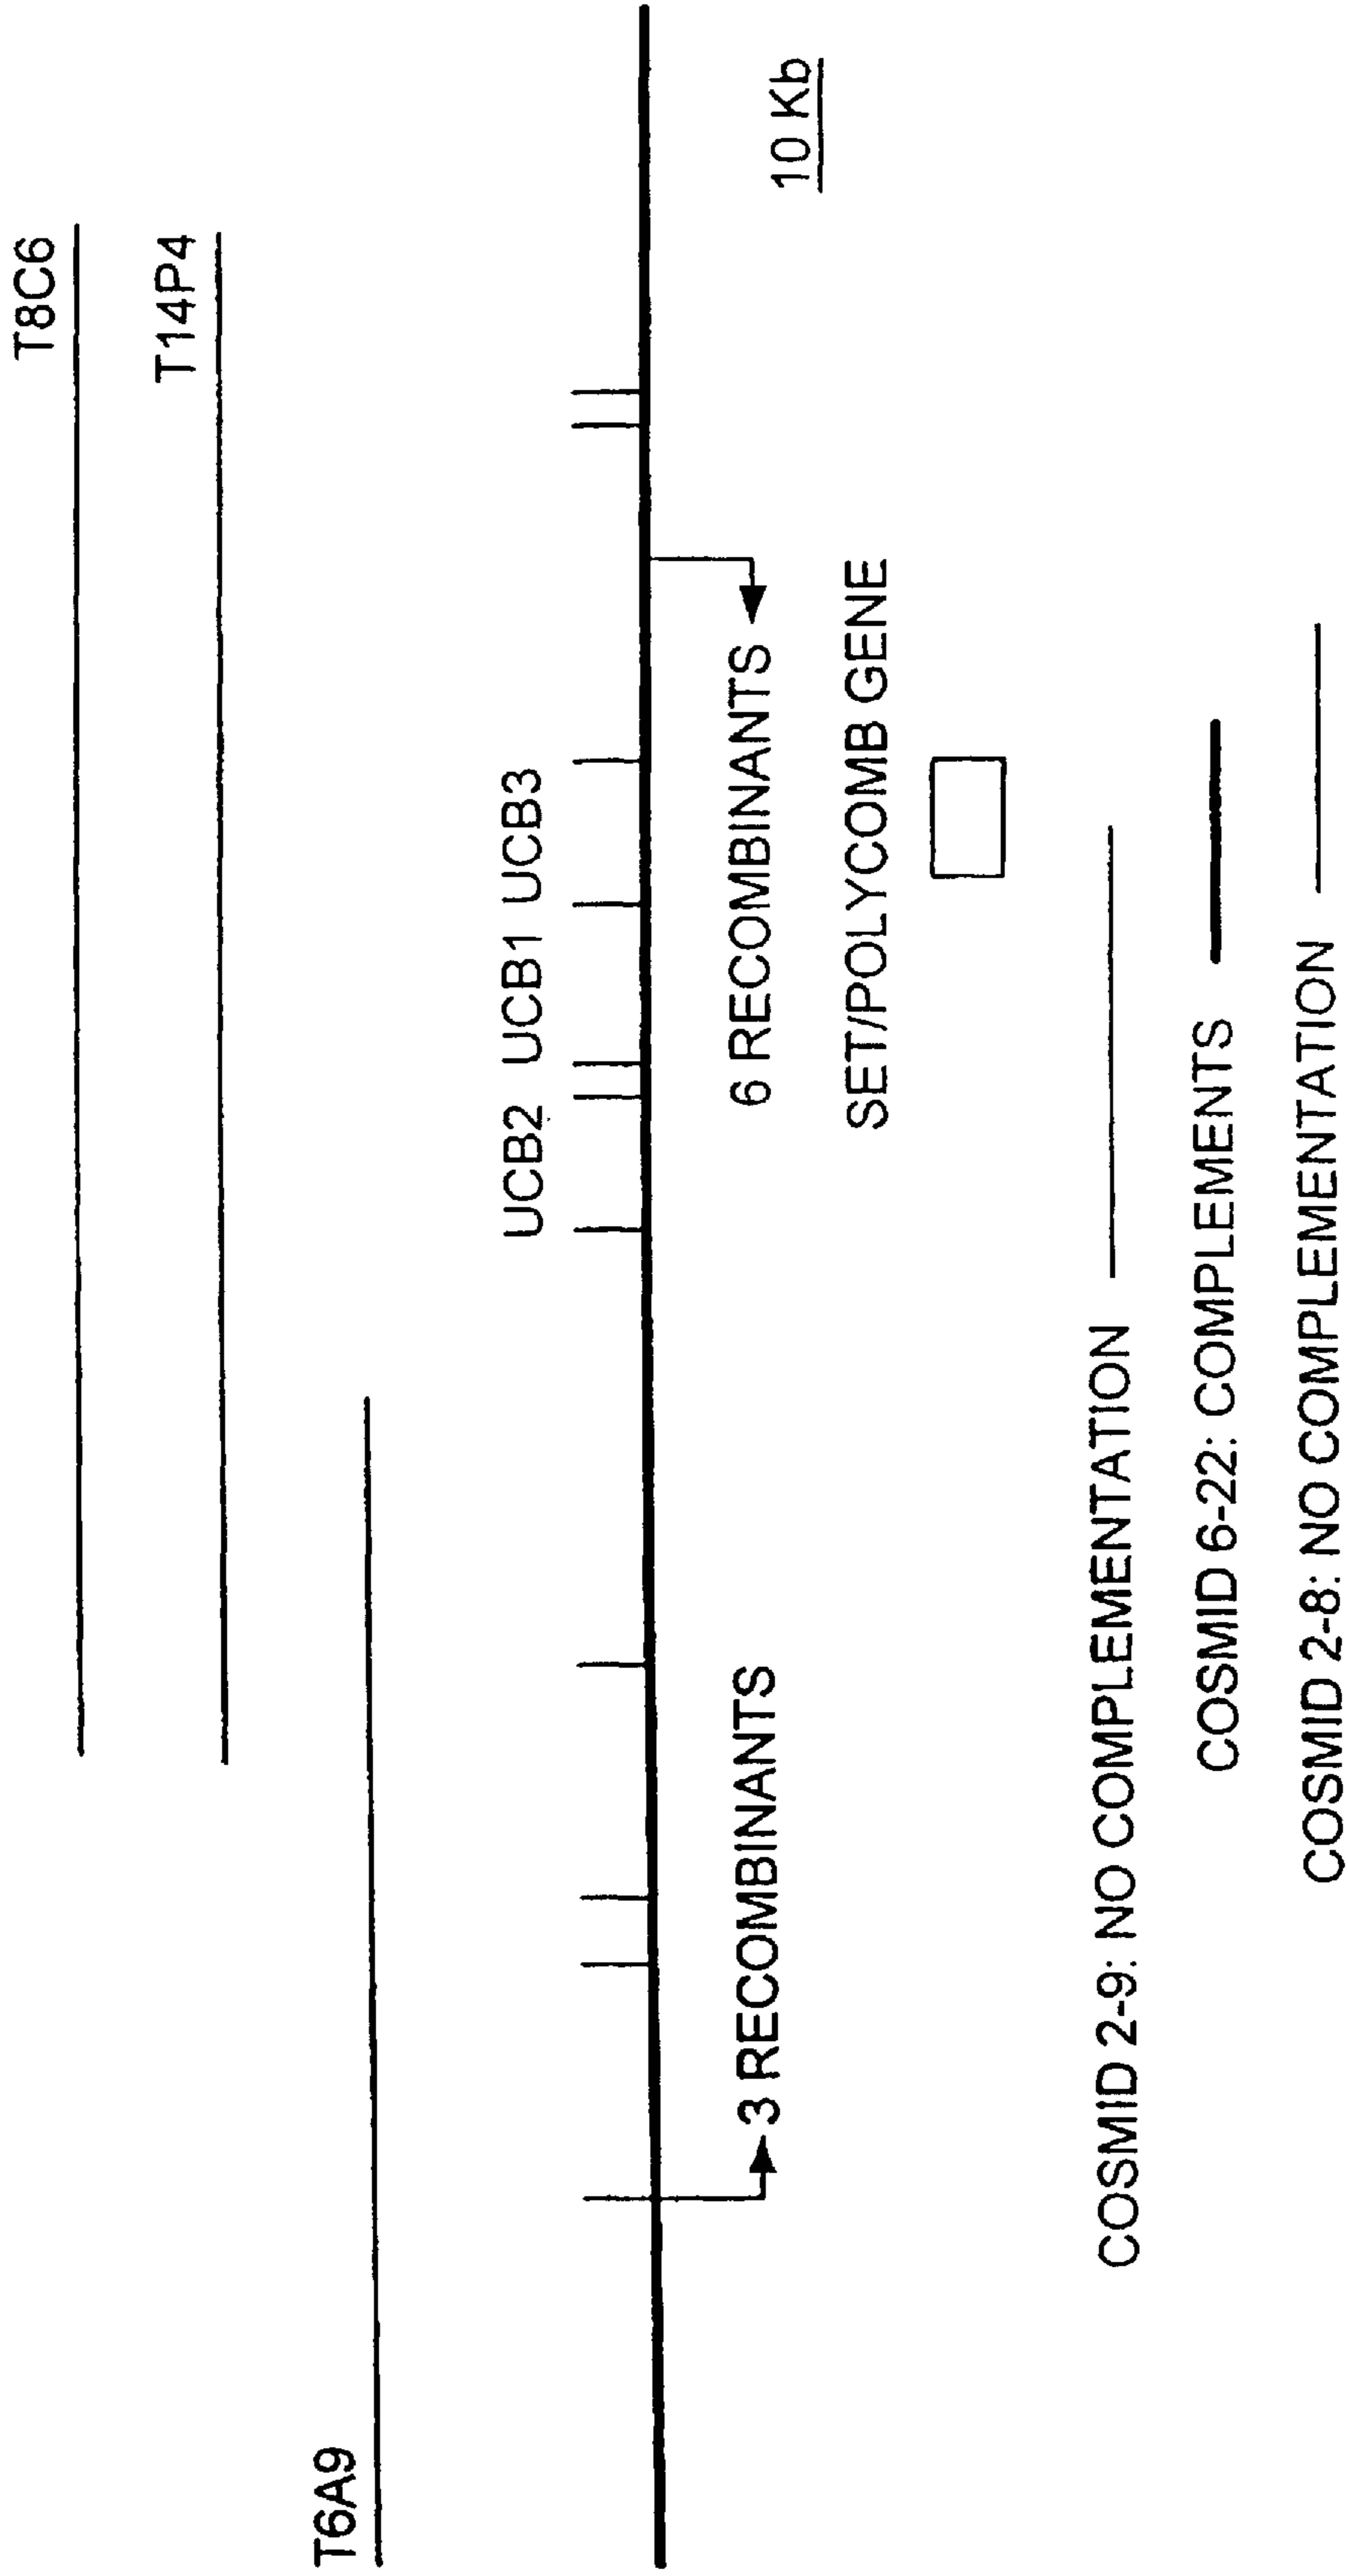 T8C6
T14P4
T6A9
UCB2 UCB1 UCB3
3 RECOMBINANTS
6 RECOMBINANTS
10 Kb
SET/POLYCOMB GENE
COSMID 2-9: NO COMPLEMENTATION
COSMID 6-22: COMPLEMENTS
COSMID 2-8: NO COMPLEMENTATION